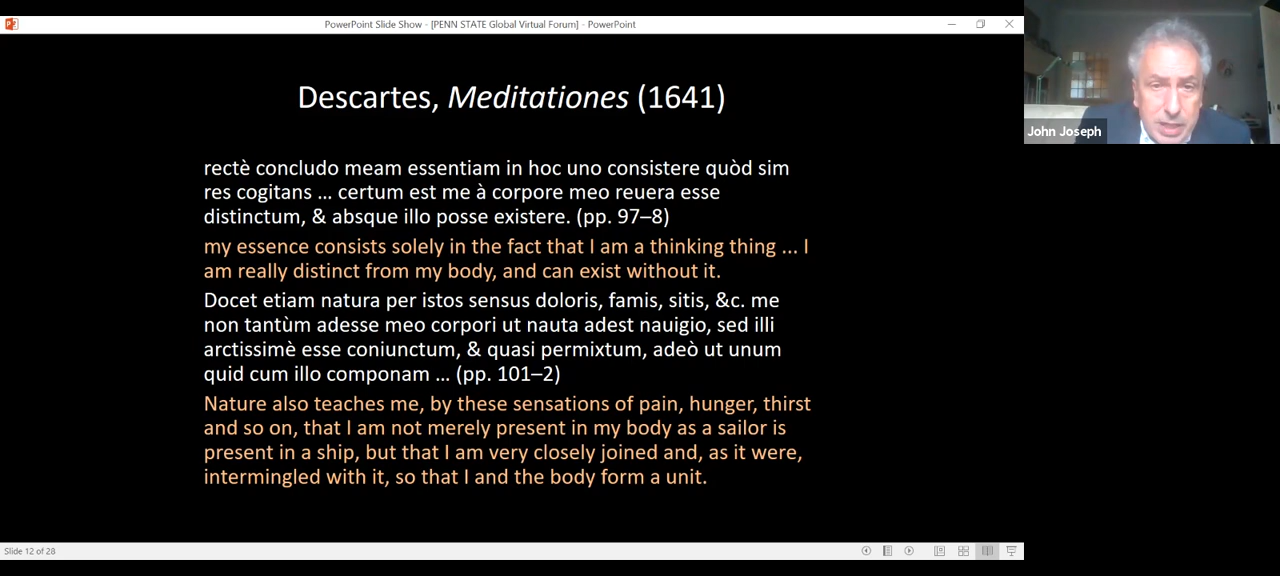 PowerPoint Slide Show - [PENN STATE Global Virtual Forum] - PowerPoint
John Joseph
Descartes, Meditationes (1641)
rectè concludo meam essentiam in hoc uno consistere quòd sim
res cogitans ... certum est me à corpore meo reuera esse
distinctum, & absque illo posse existere. (pp. 97–8)
my essence consists solely in the fact that I am a thinking thing ... I
am really distinct from my body, and can exist without it.
Docet etiam natura per istos sensus doloris, famis, sitis, &c. me
non tantùm adesse meo corpori ut nauta adest nauigio, sed illi
arctissimè esse coniunctum, & quasi permixtum, adeò ut unum
quid cum illo componam ... (pp. 101–2)
Nature also teaches me, by these sensations of pain, hunger, thirst
and so on, that I am not merely present in my body as a sailor is
present in a ship, but that I am very closely joined and, as it were,
intermingled with it, so that I and the body form a unit.
Slide 12 of 28